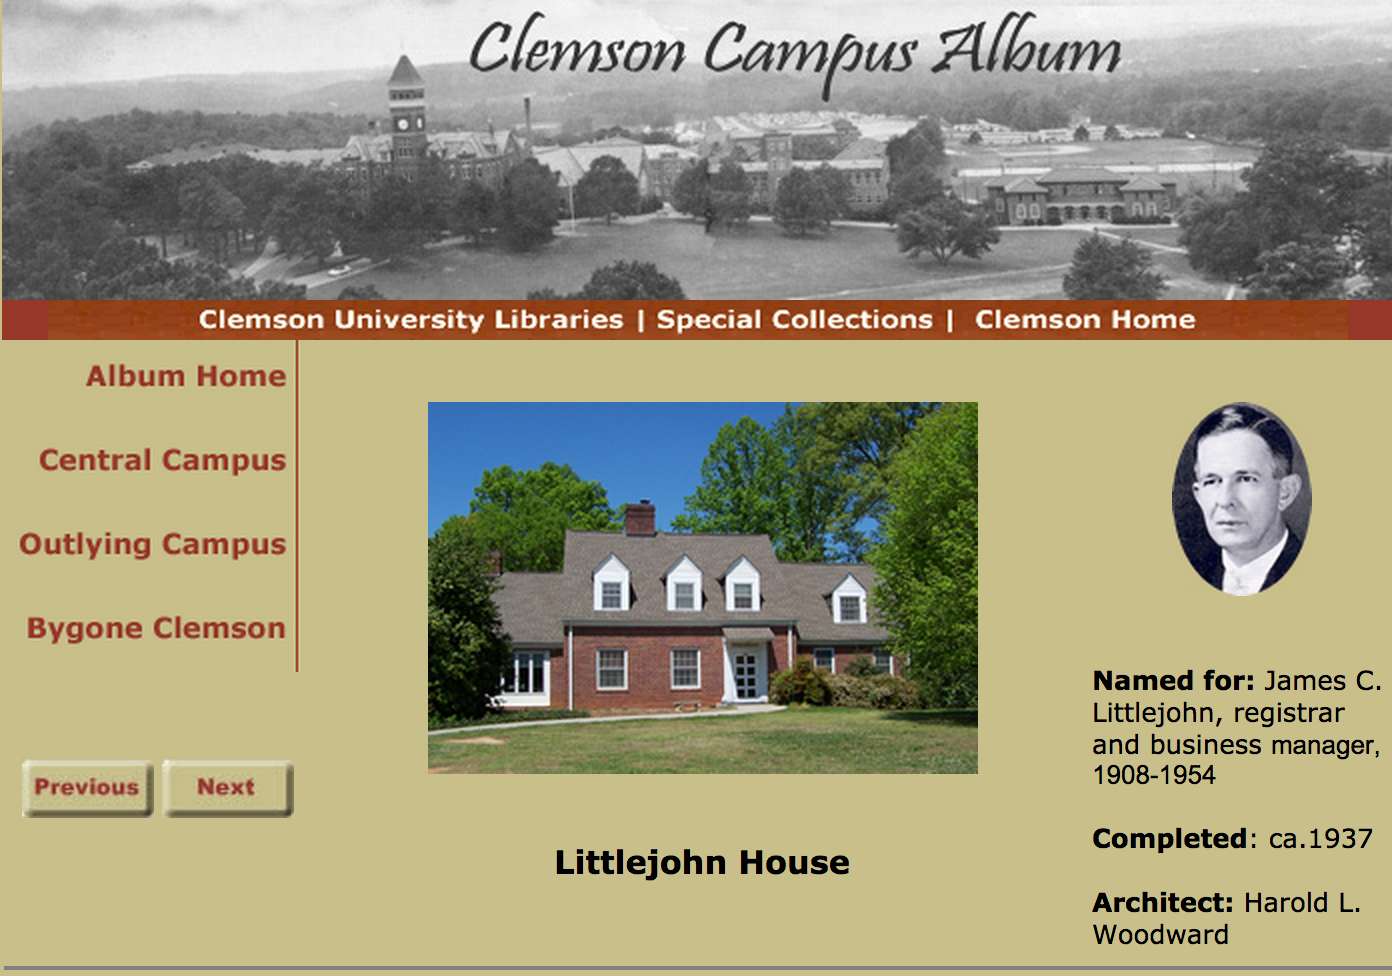 Clemson Campus Album
Clemson University Libraries | Special Collections | Clemson Home
Album Home
Central Campus
Outlying Campus
Bygone Clemson
Previous Next
Littlejohn House
Named for: James C.
Littlejohn, registrar
and business manager,
1908-1954
Completed: ca.1937
Architect: Harold L.
Woodward